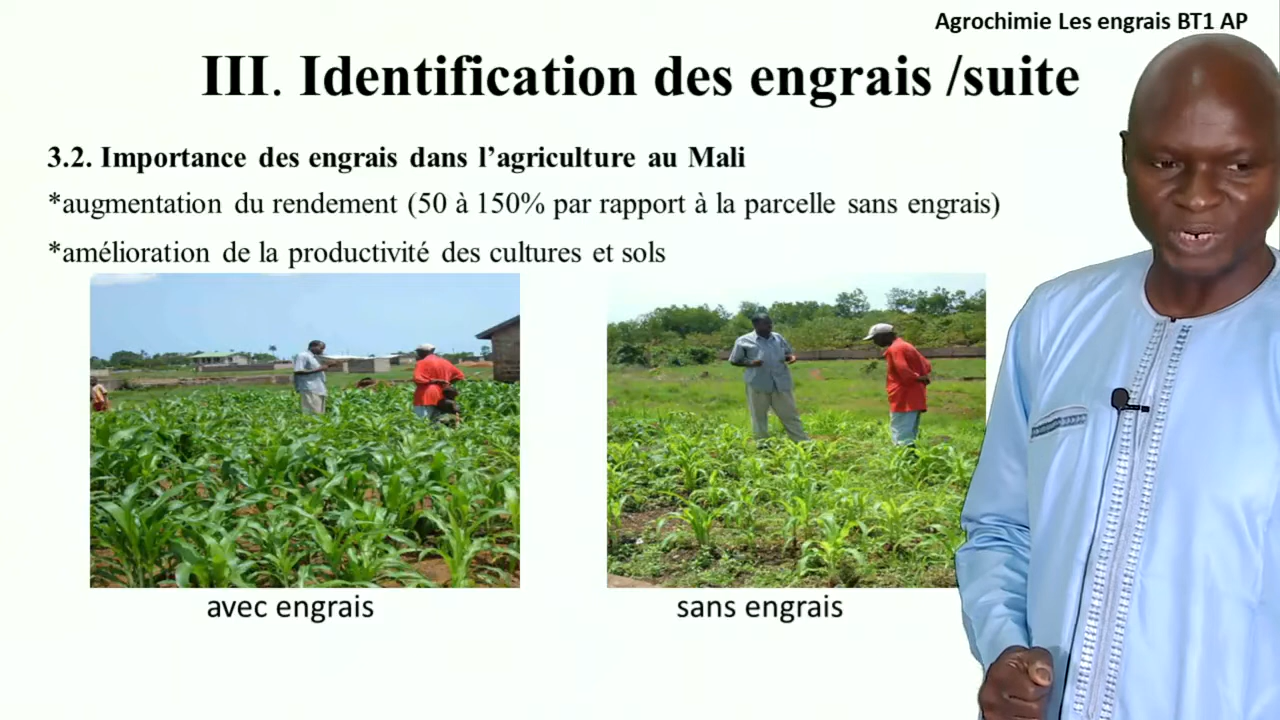 Agrochimie Les engrais BT1 AP
III. Identification des engrais /suite
3.2. Importance des engrais dans l’agriculture au Mali
*augmentation du rendement (50 à 150% par rapport à la parcelle sans engrais)
*amélioration de la productivité des cultures et sols
avec engrais
sans engrais